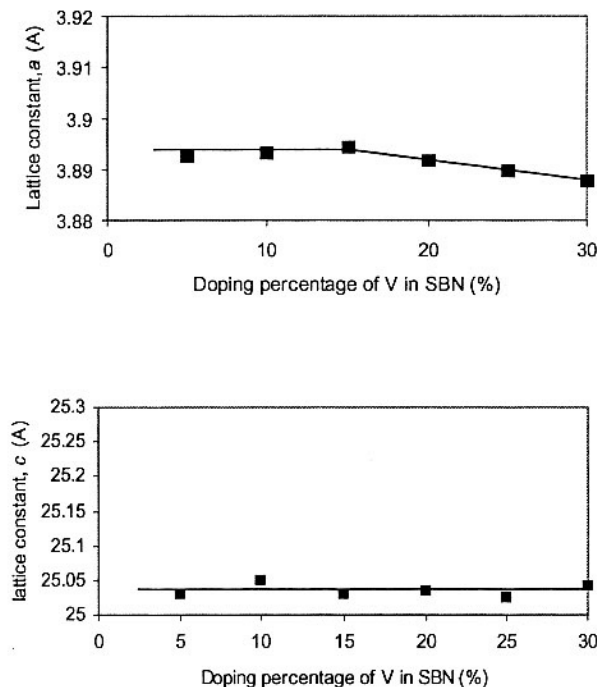 3.92
3.91
3.9
3.89
3.88
Lattice constant, a (A)
0 10 20 30
Doping percentage of V in SBN (%)
25.3
25.25
25.2
25.15
25.1
25.05
25
lattice constant, c (A)
0 5 10 15 20 25 30
Doping percentage of V in SBN (%)